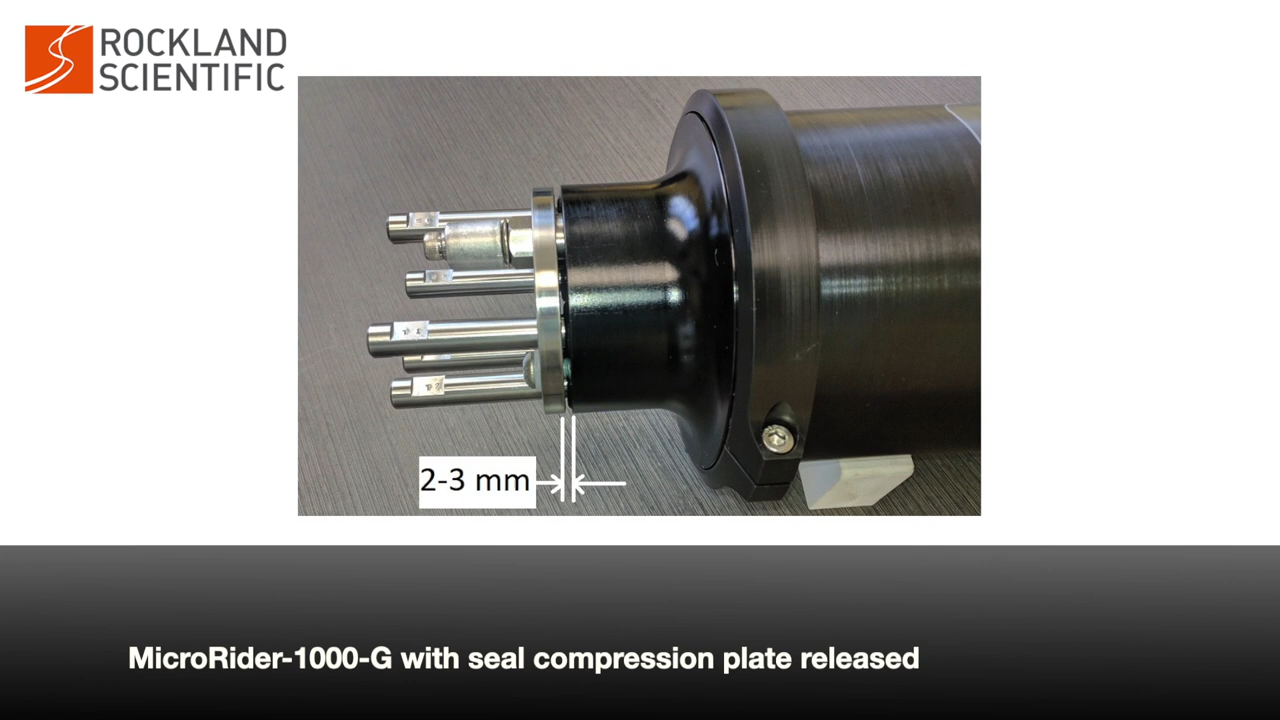 ROCKLAND
SCIENTIFIC
2-3 mm
MicroRider-1000-G with seal compression plate released